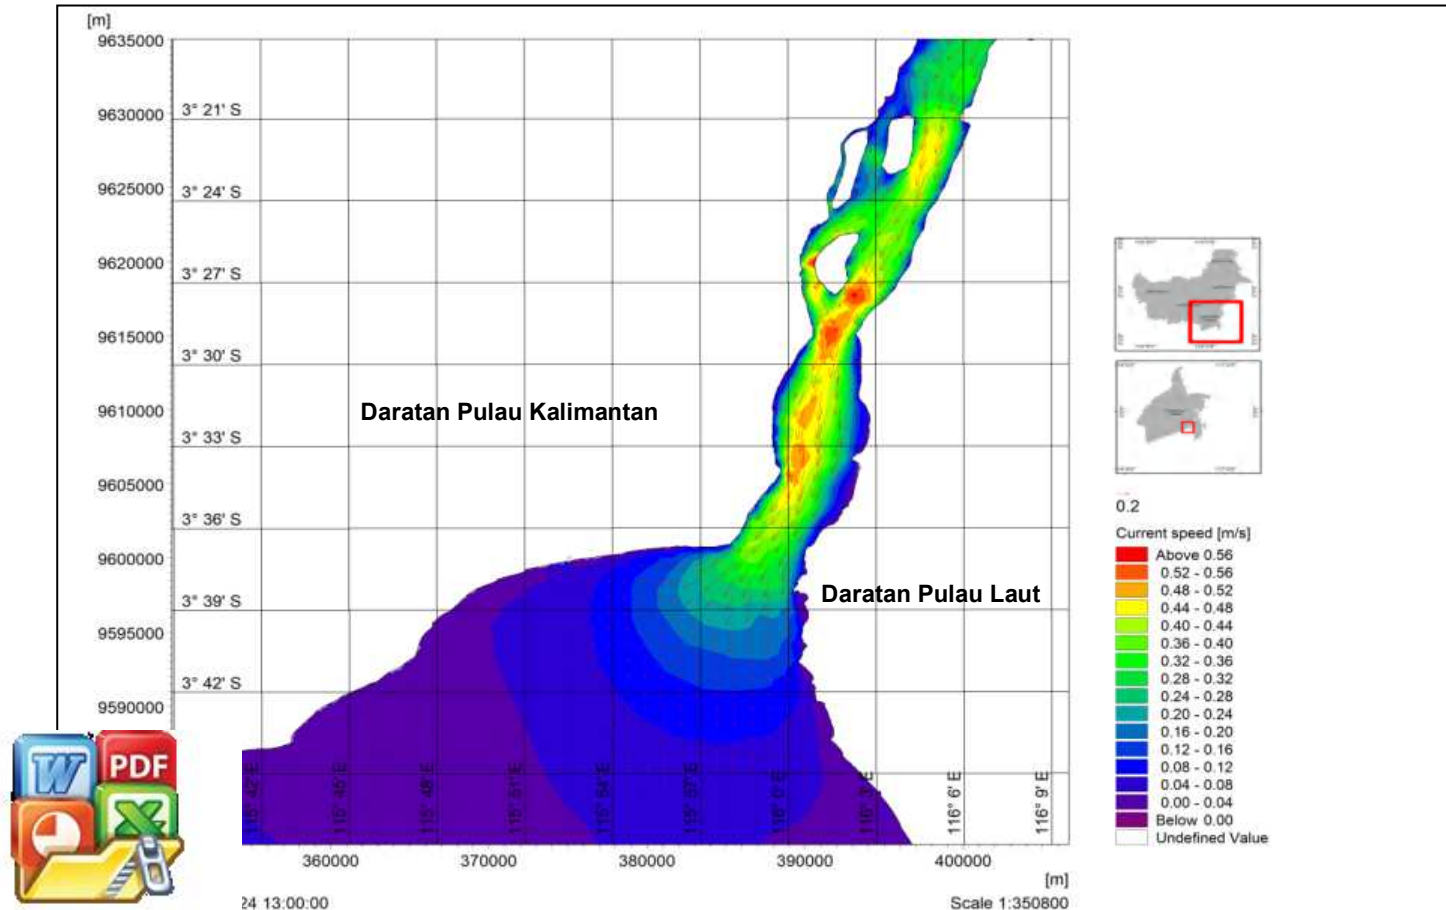 [m]
9635000
9630000
9625000
9620000
9615000
9610000
9605000
9600000
9595000
9590000
3° 21' S
3° 24' S
3° 27' S
3° 30' S
3° 33' S
3° 36' S
3° 39' S
3° 42' S
Daratan Pulau Kalimantan
Daratan Pulau Laut
115° 42' E
115° 45' E
115° 48' E
115° 51' E
115° 54' E
115° 57' E
116° 0' E
116° 3' E
116° 6' E
116° 9' E
360000
370000
380000
390000
400000
[m]
24 13:00:00
Scale 1:350800
0.2
Current speed [m/s]
Above 0.56
0.52 - 0.56
0.48 - 0.52
0.44 - 0.48
0.40 - 0.44
0.36 - 0.40
0.32 - 0.36
0.28 - 0.32
0.24 - 0.28
0.20 - 0.24
0.16 - 0.20
0.12 - 0.16
0.08 - 0.12
0.04 - 0.08
0.00 - 0.04
Below 0.00
Undefined Value
W
PDF
X